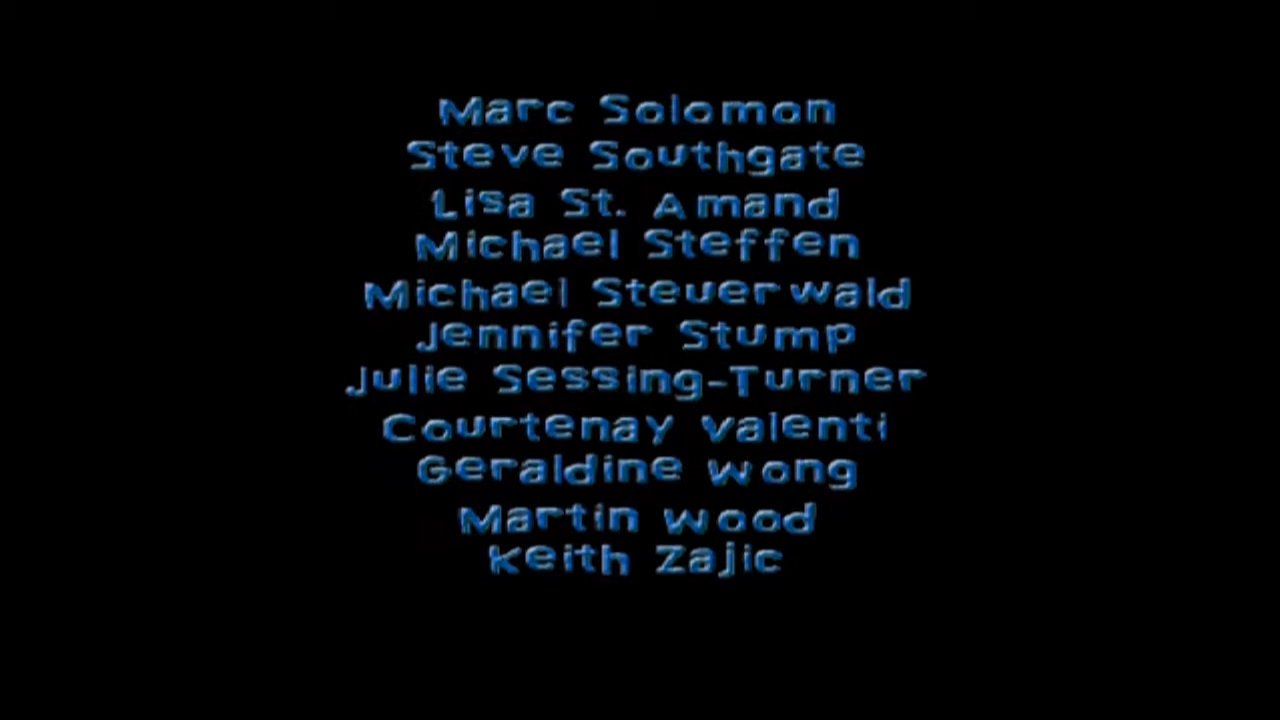 Marc Solomon
Steve Southgate
Lisa St. Amand
Michael Steffen
Michael Steuerwald
Jennifer Stump
Julie Sessing-Turner
Courtenay Valenti
Geraldine Wong
Martin Wood
Keith Zajic